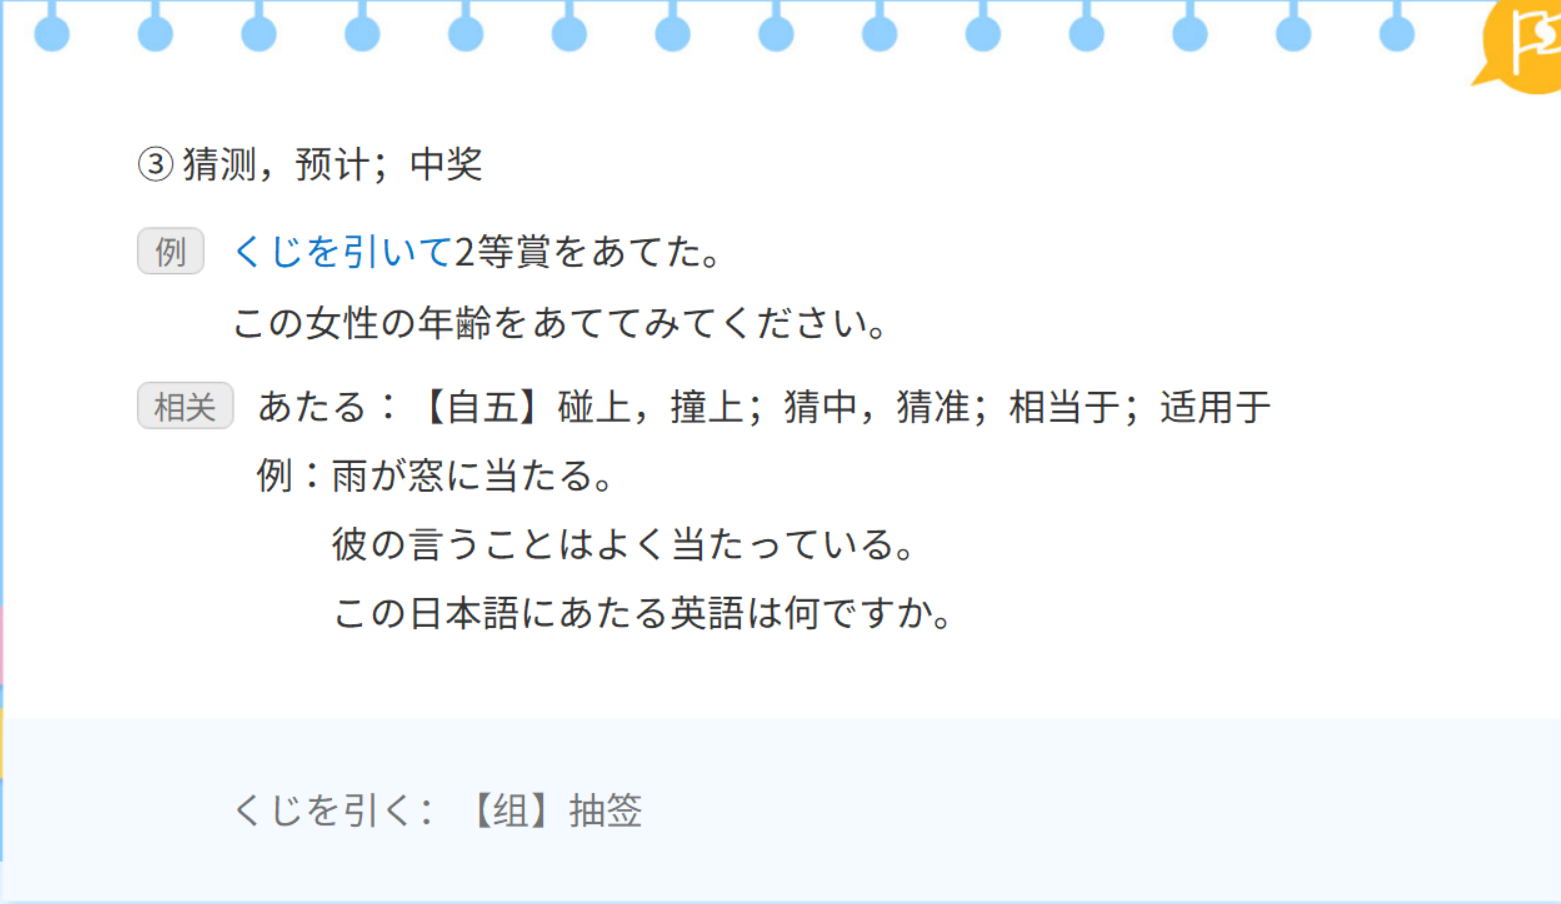 ③ 猜测，预计；中奖
例 くじを引いて2等賞をあてた。
この女性の年齢をあててみてください。
相关 あたる：【自五】碰上，撞上；猜中，猜准；相当于；适用于
例：雨が窓に当たる。
彼の言うことはよく当たっている。
この日本語にあたる英語は何ですか。
くじを引く：【组】抽签